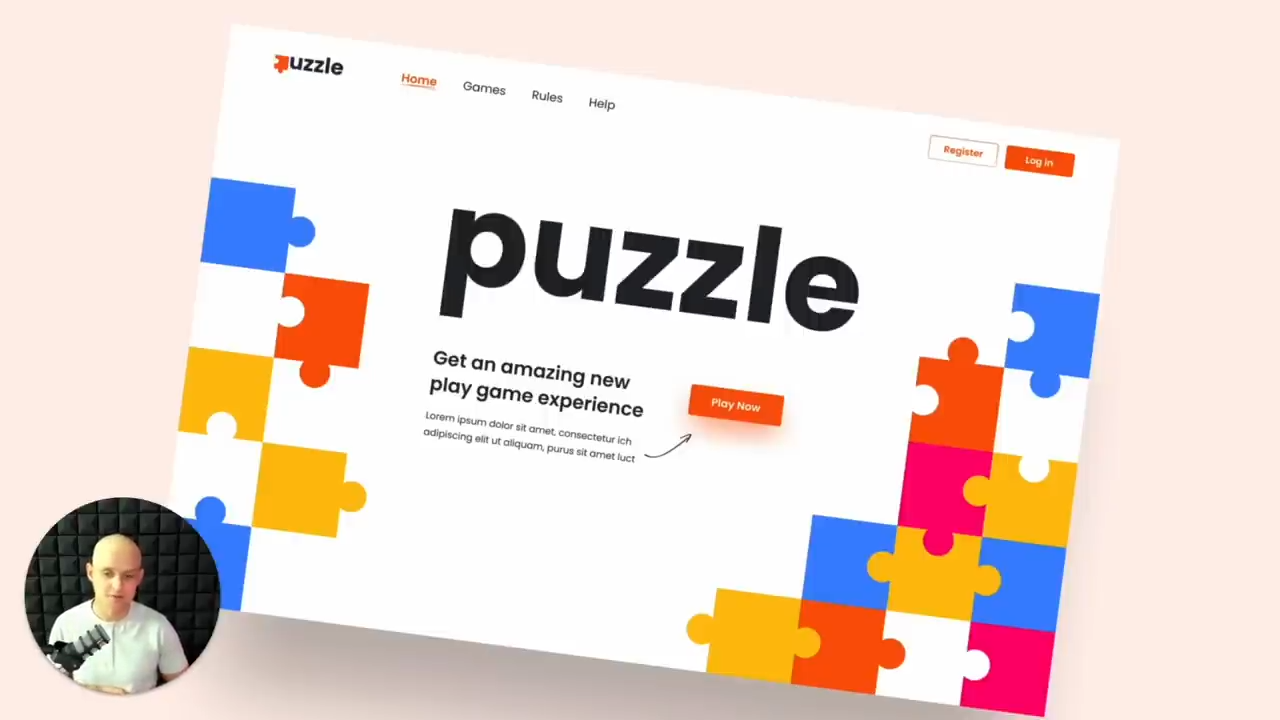 puzzle
Home Games Rules Help
Register Log in
puzzle
Get an amazing new
play game experience
Lorem ipsum dolor sit amet, consectetur ich
adipiscing elit ut aliquam, purus sit amet luct
Play Now